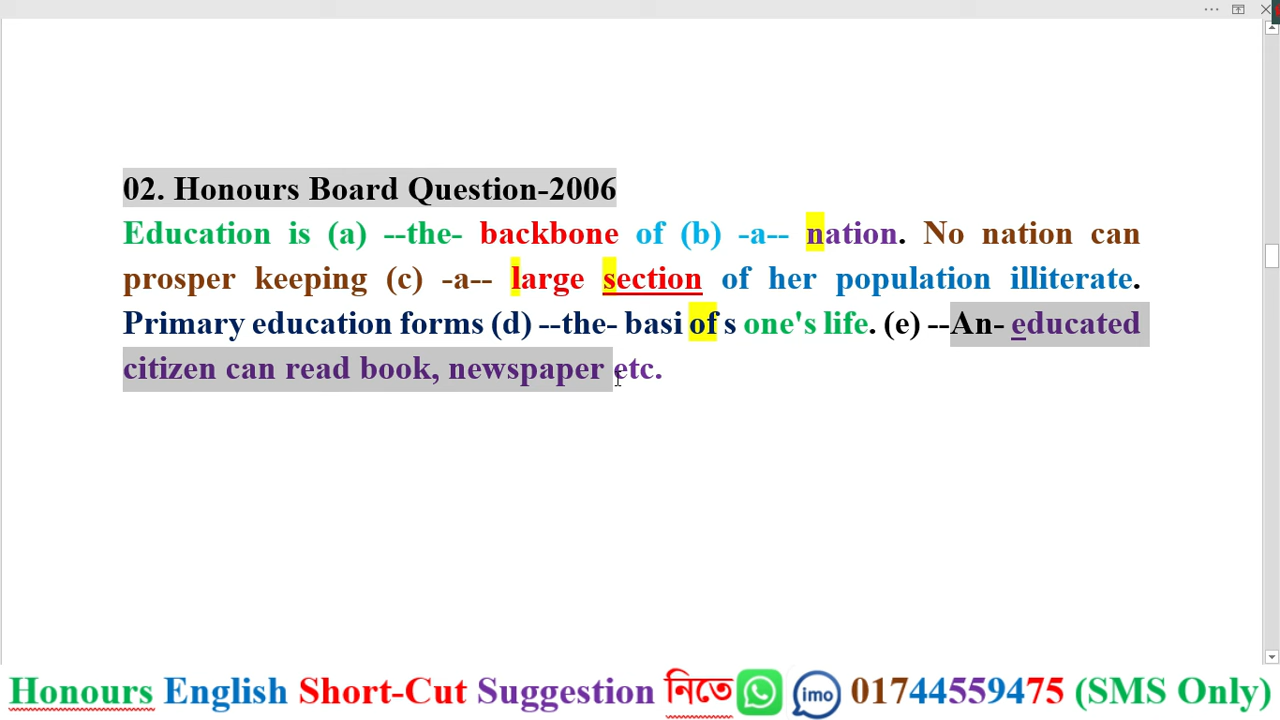 02. Honours Board Question-2006
Education is (a) --the- backbone of (b) -a-- nation. No nation can
prosper keeping (c) -a-- large section of her population illiterate.
Primary education forms (d) --the- basi of s one's life. (e) --An- educated
citizen can read book, newspaper etc.
Honours English Short-Cut Suggestion নিতে imo 01744559475 (SMS Only)